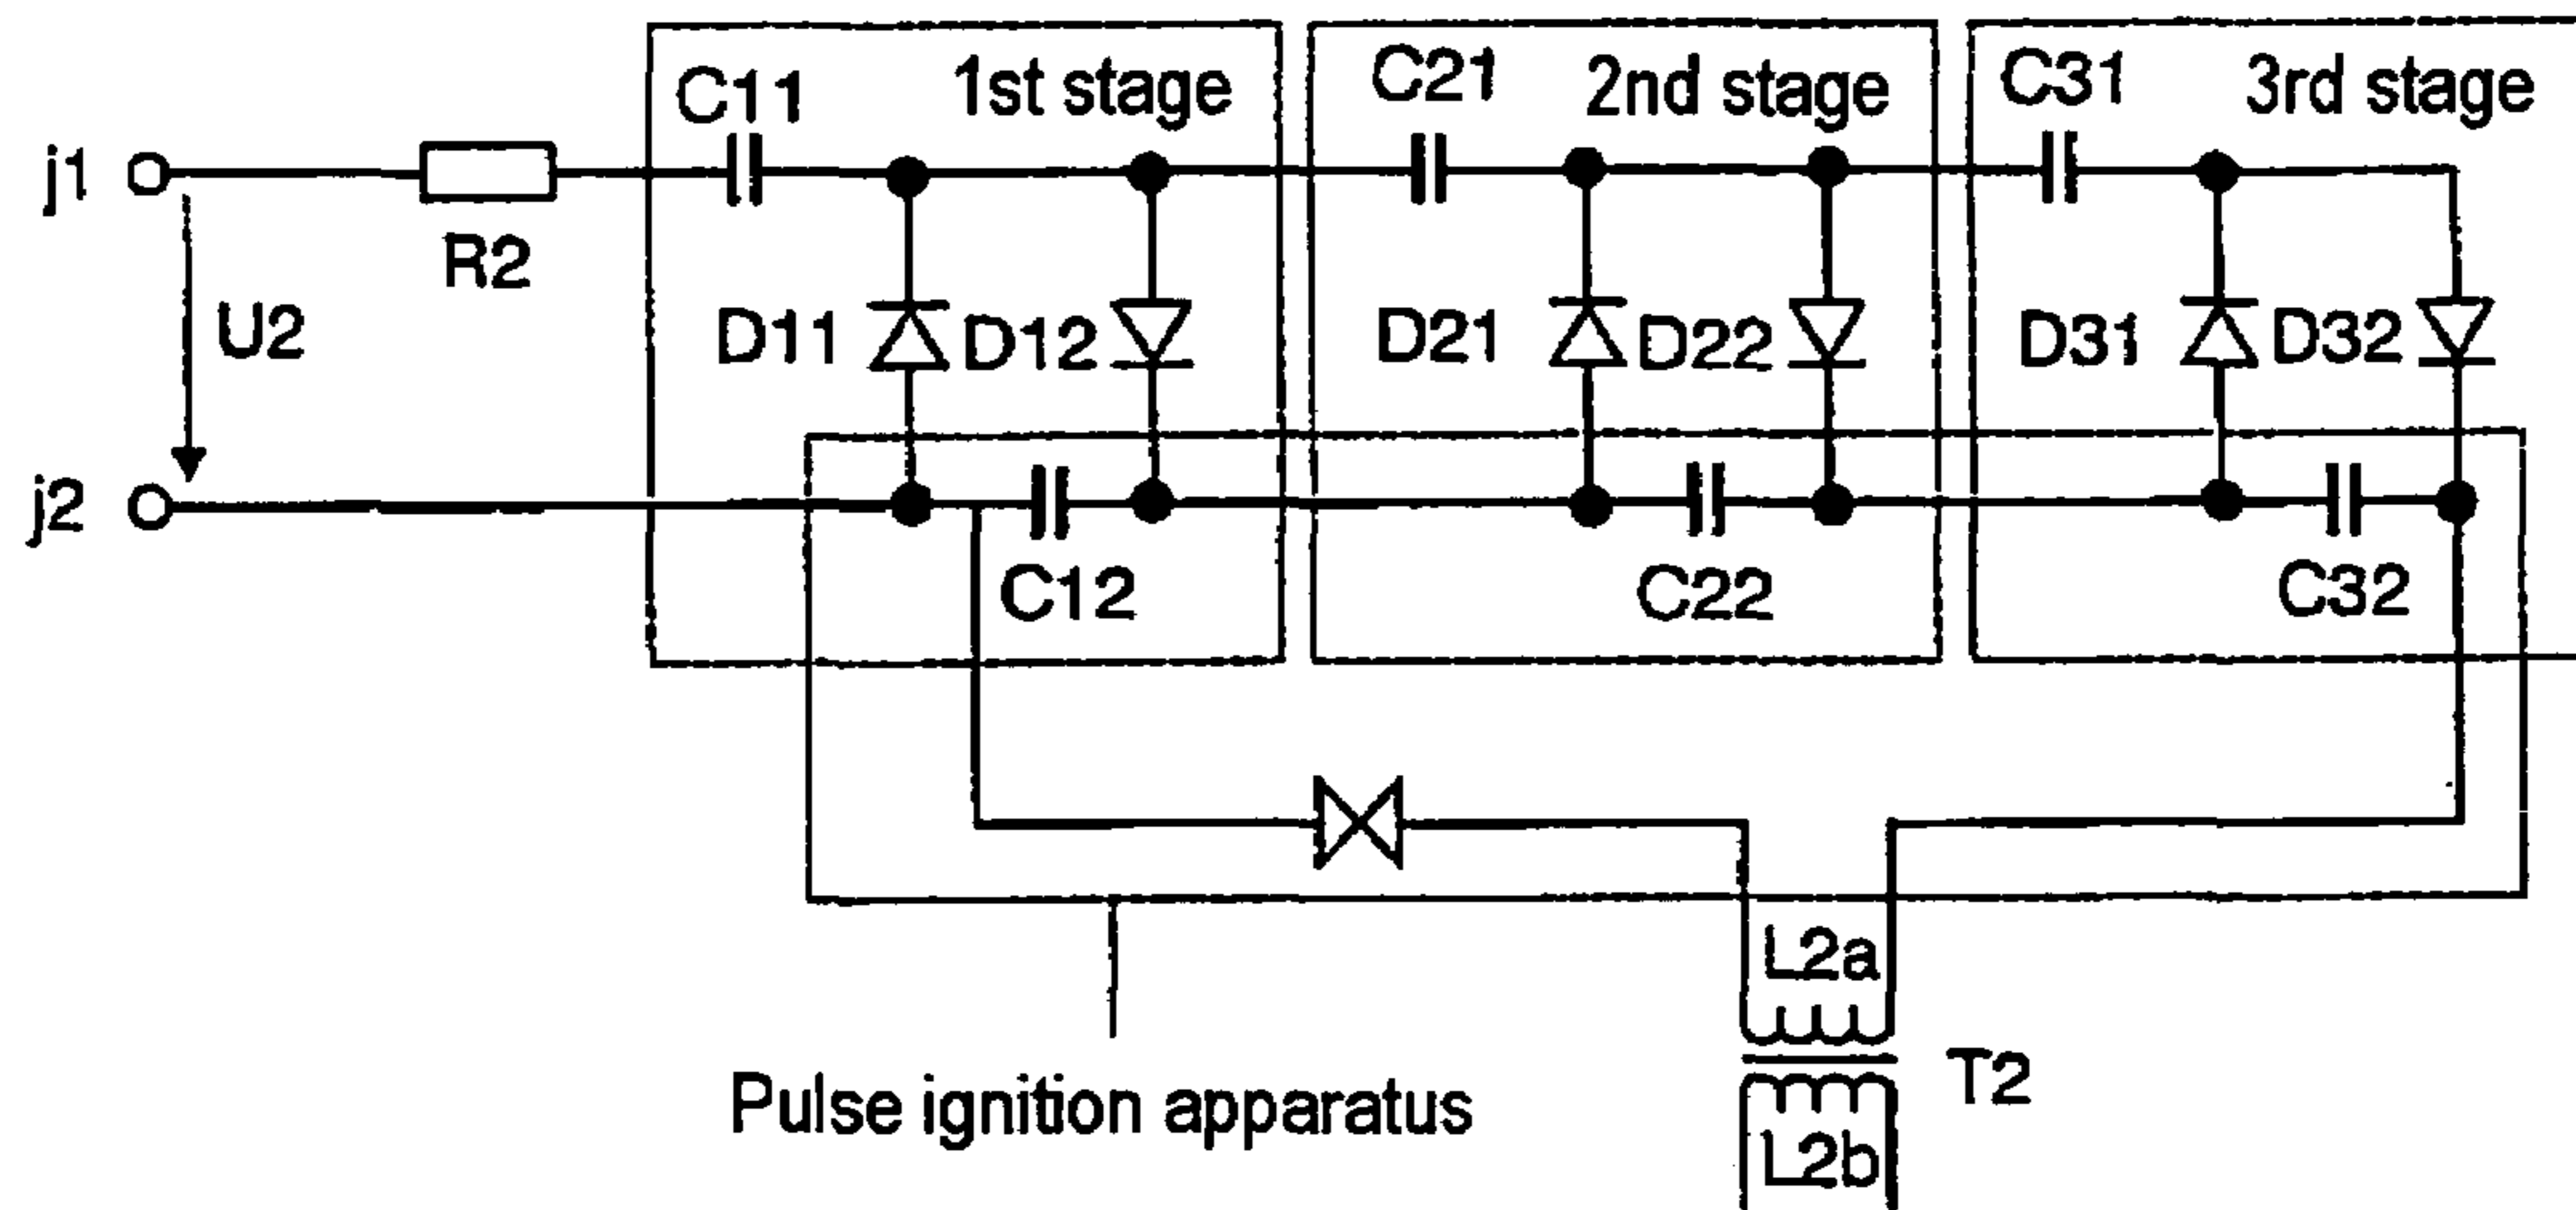 C11
1st stage
C21
2nd stage
C31
3rd stage
j1
R2
U2
D11
D12
D21
D22
D31
D32
j2
C12
C22
C32
L2a
T2
Pulse ignition apparatus
L2b